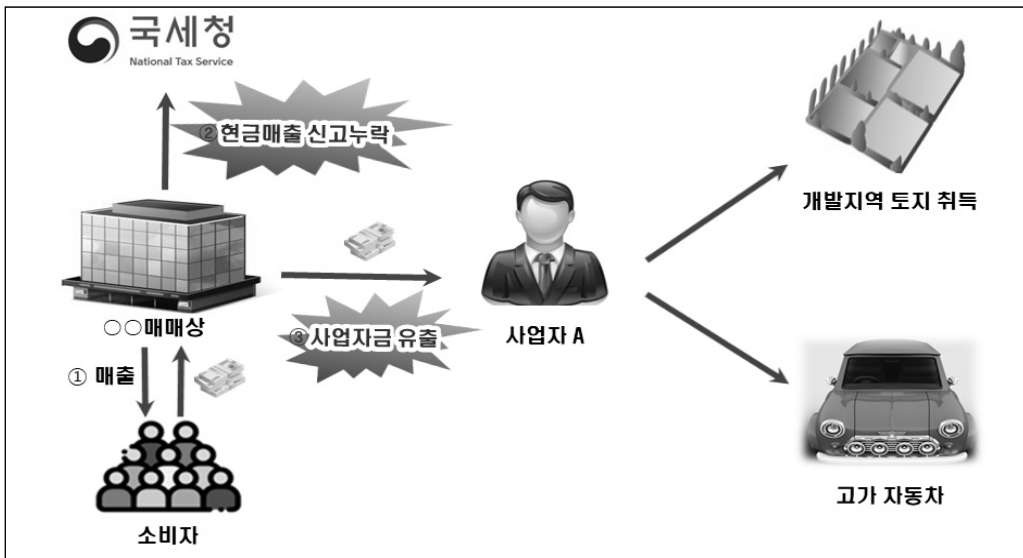 국세청
National Tax Service
② 현금매출 신고누락
개발지역 토지 취득
○○매매상
③ 사업자금 유출
사업자 A
① 매출
소비자
고가 자동차